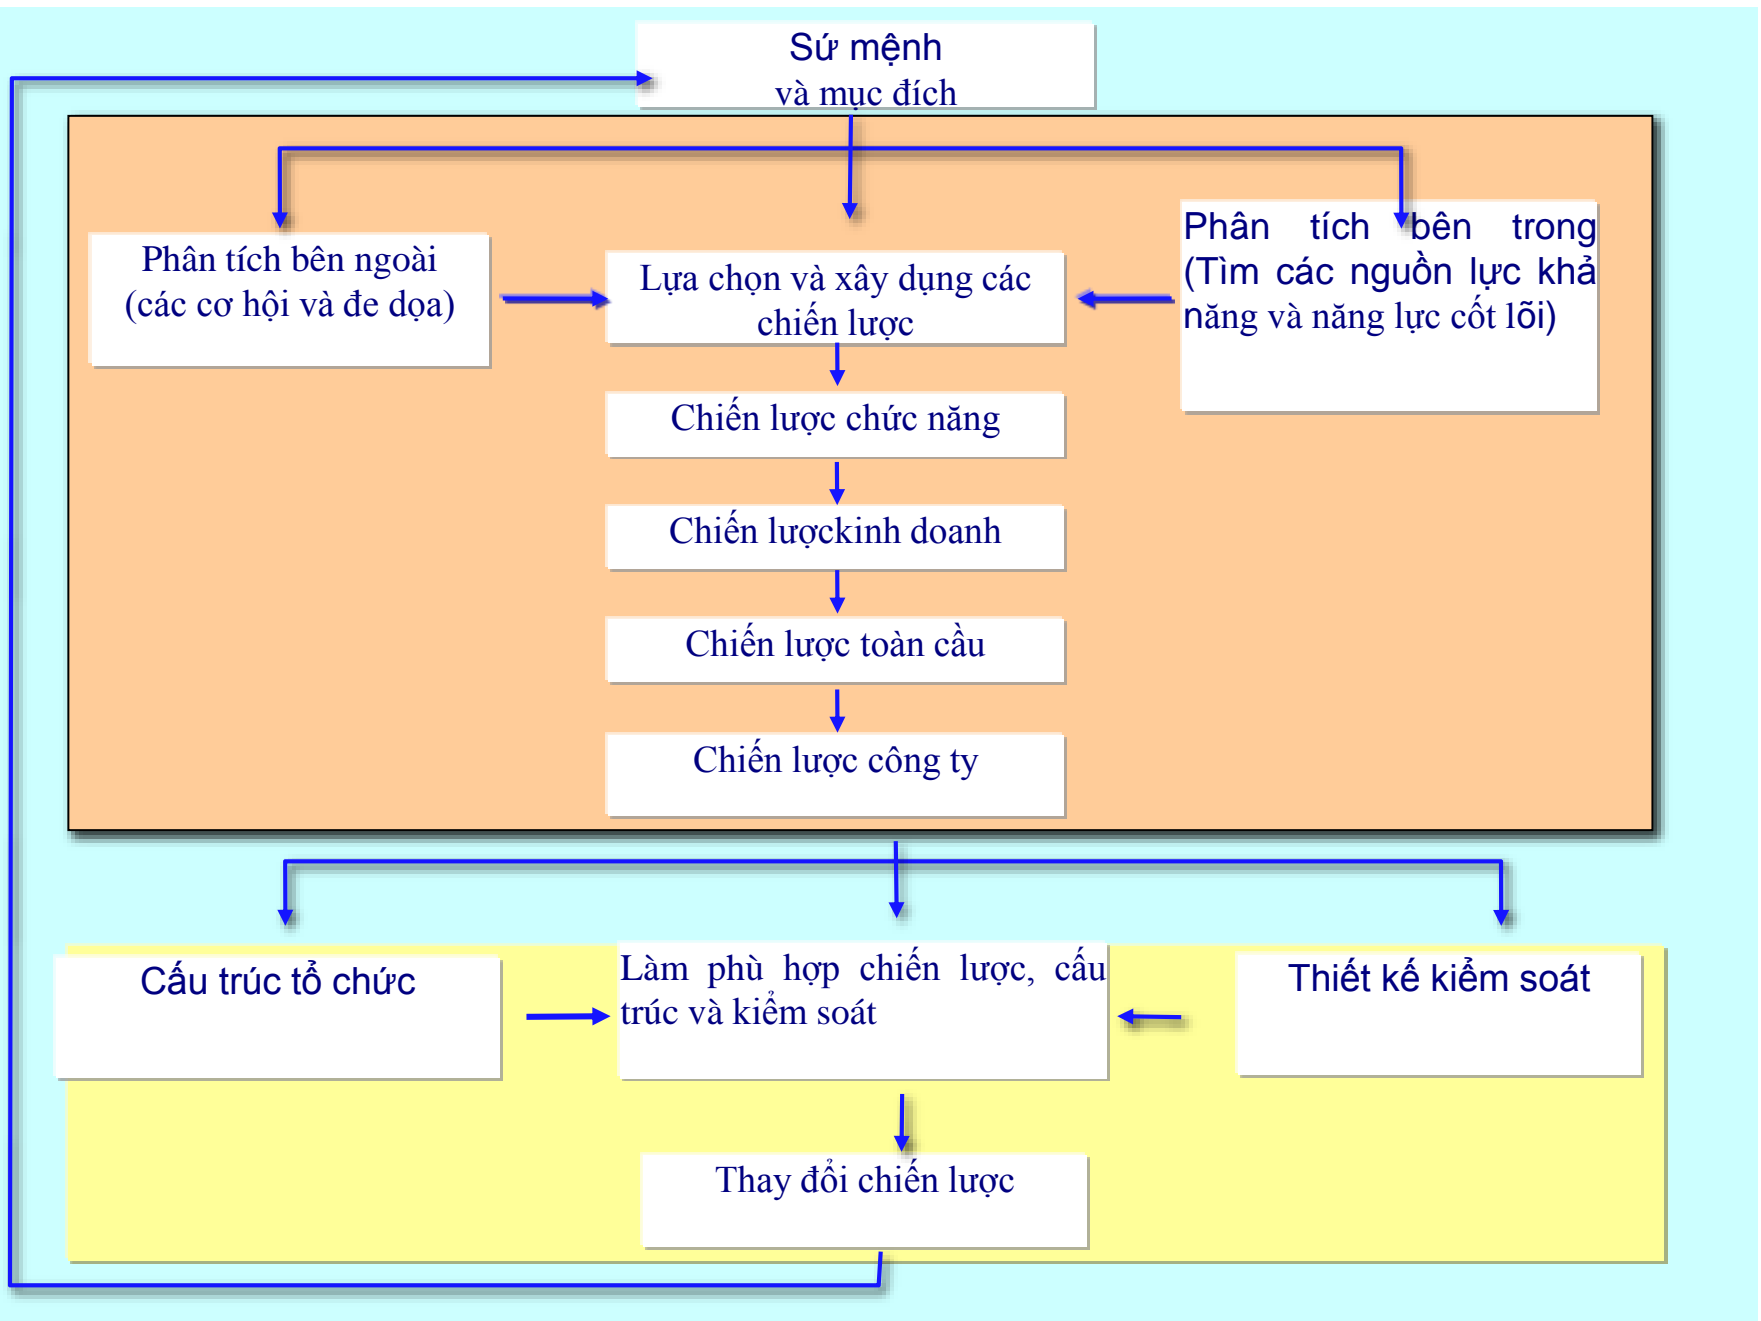 Sứ mệnh
và mục đích
Phân tích bên ngoài
(các cơ hội và đe dọa)
Lựa chọn và xây dụng các
chiến lược
Phân tích bên trong
(Tìm các nguồn lực khả
năng và năng lực cốt lõi)
Chiến lược chức năng
Chiến lượckinh doanh
Chiến lược toàn cầu
Chiến lược công ty
Cấu trúc tổ chức
Làm phù hợp chiến lược, cấu
trúc và kiểm soát
Thiết kế kiểm soát
Thay đổi chiến lược